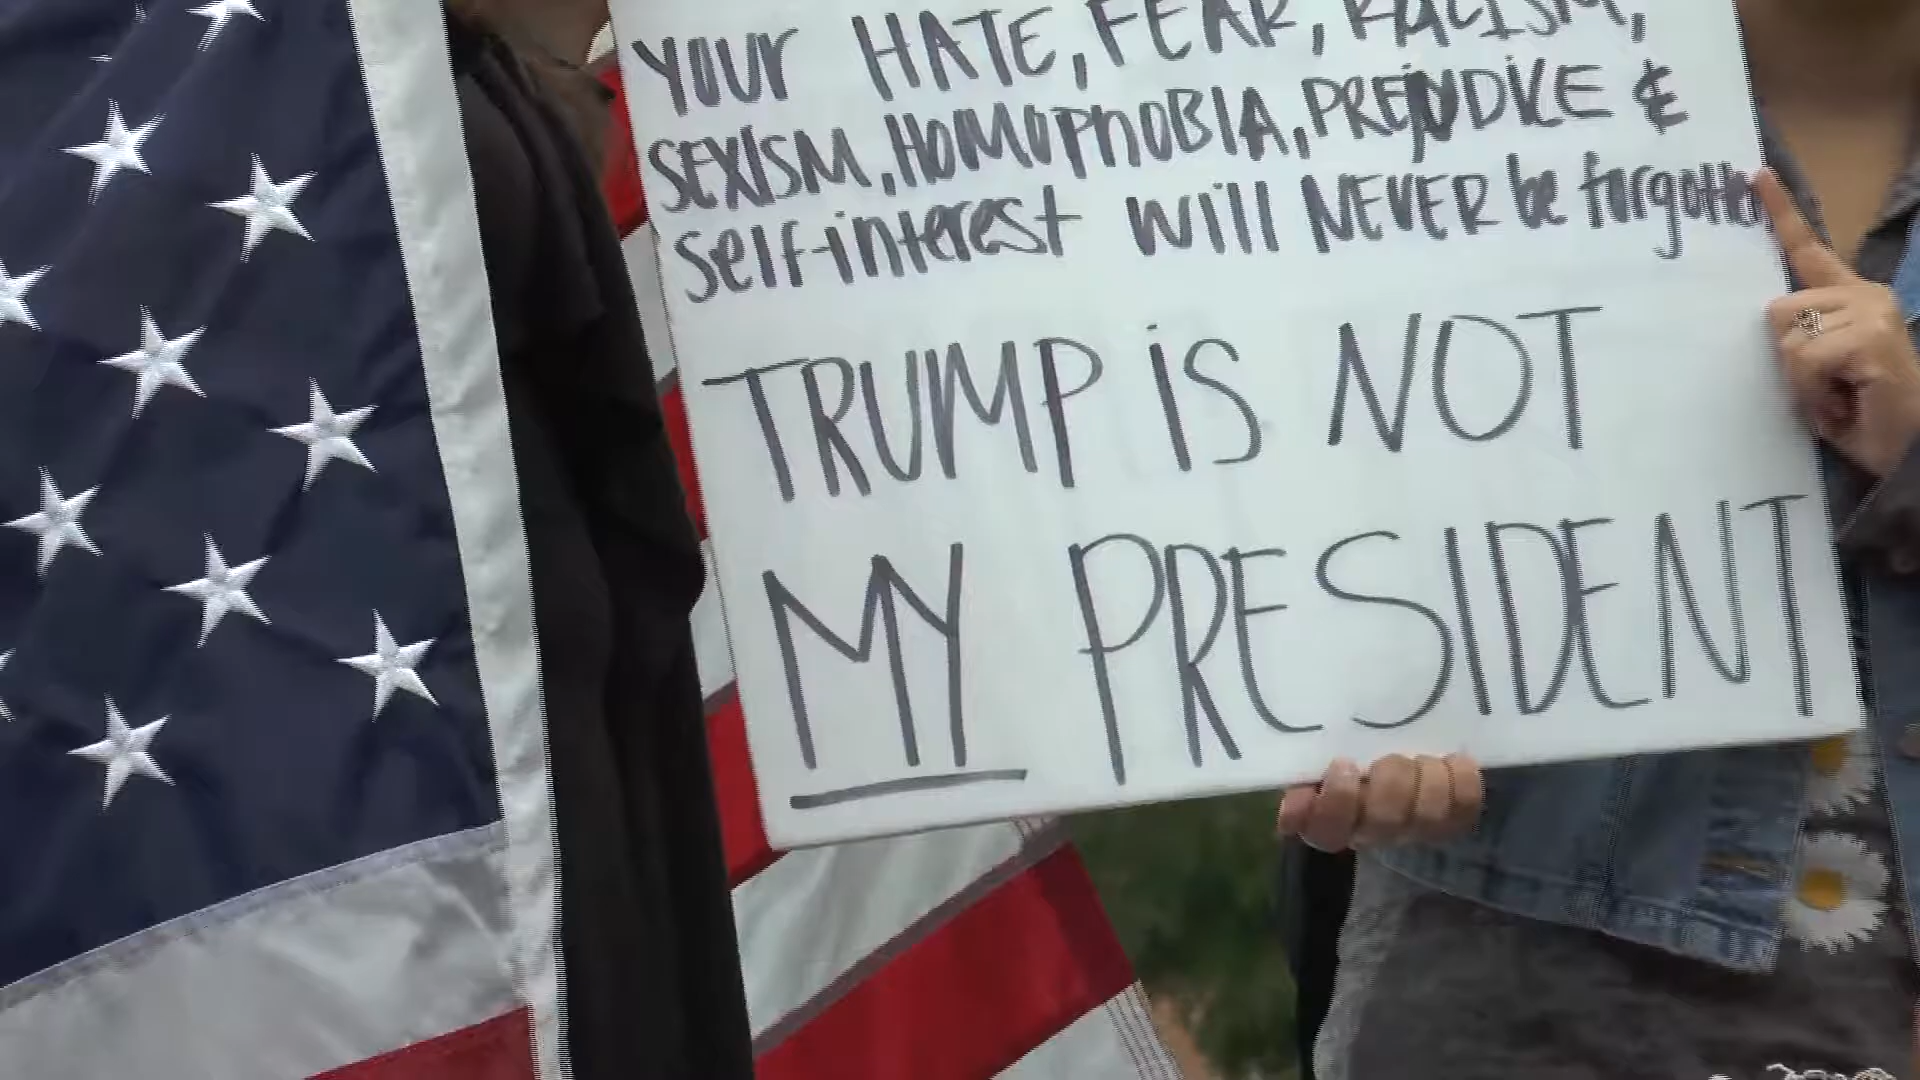 YOUR HATE, FEAR, RACISM,
SEXISM, HOMOPHOBIA, PREJUDICE &
self-interest will NEVER be forgotten
TRUMP iS NOT
MY PRESIDENT